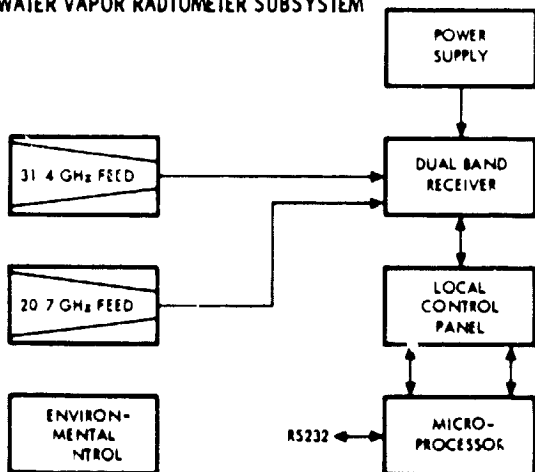 WATER VAPOR RADIOMETER SUBSYSTEM
POWER
SUPPLY
31 4 GHz FEED
DUAL BAND
RECEIVER
20 7 GHz FEED
LOCAL
CONTROL
PANEL
ENVIRON-
MENTAL
NTROL
RS232
MICRO-
PROCESSOR